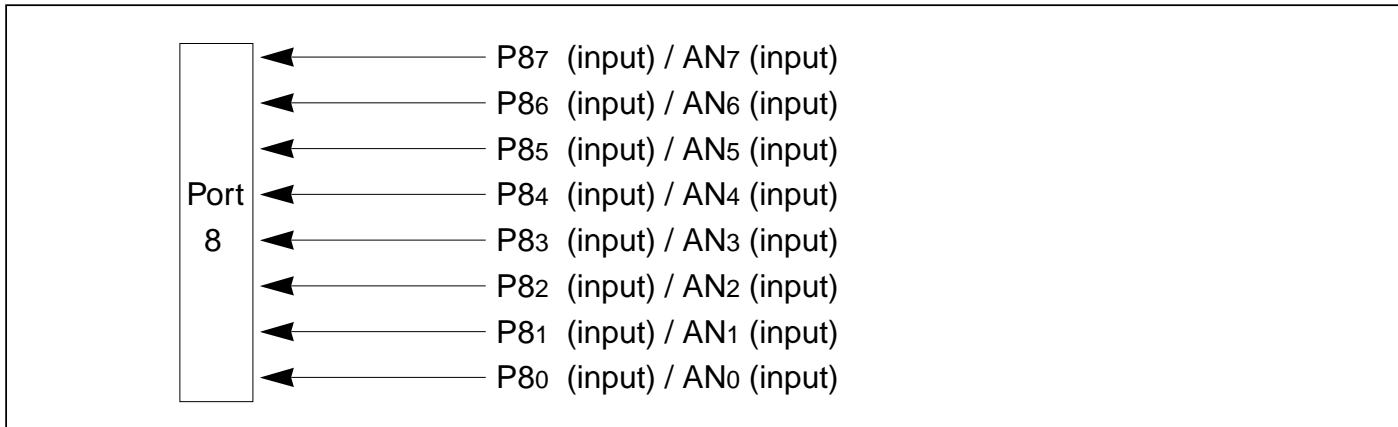 P87 (input) / AN7 (input)
P86 (input) / AN6 (input)
P85 (input) / AN5 (input)
Port
P84 (input) / AN4 (input)
8
P83 (input) / AN3 (input)
P82 (input) / AN2 (input)
P81 (input) / AN1 (input)
P80 (input) / AN0 (input)